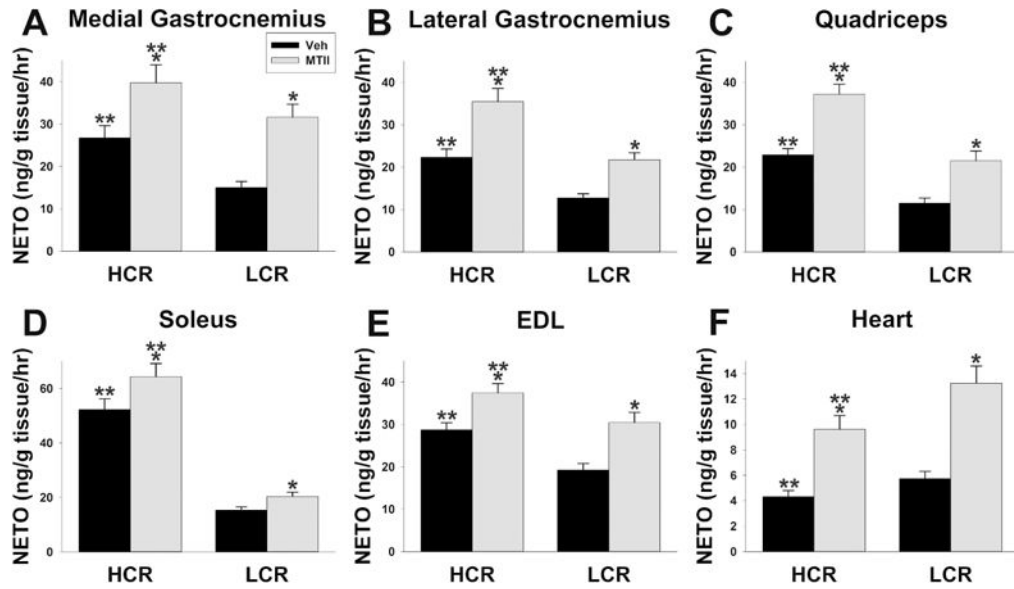 A Medial Gastrocnemius
Veh
MTII
NETO (ng/g tissue/hr)
40
30
20
10
0
**
**
*
*
HCR LCR
B Lateral Gastrocnemius
NETO (ng/g tissue/hr)
40
30
20
10
0
**
**
*
*
HCR LCR
C Quadriceps
NETO (ng/g tissue/hr)
40
30
20
10
0
**
**
*
*
HCR LCR
D Soleus
NETO (ng/g tissue/hr)
60
40
20
0
**
**
*
*
HCR LCR
E EDL
NETO (ng/g tissue/hr)
40
30
20
10
0
**
**
*
*
HCR LCR
F Heart
NETO (ng/g tissue/hr)
14
12
10
8
6
4
2
0
**
**
*
*
HCR LCR